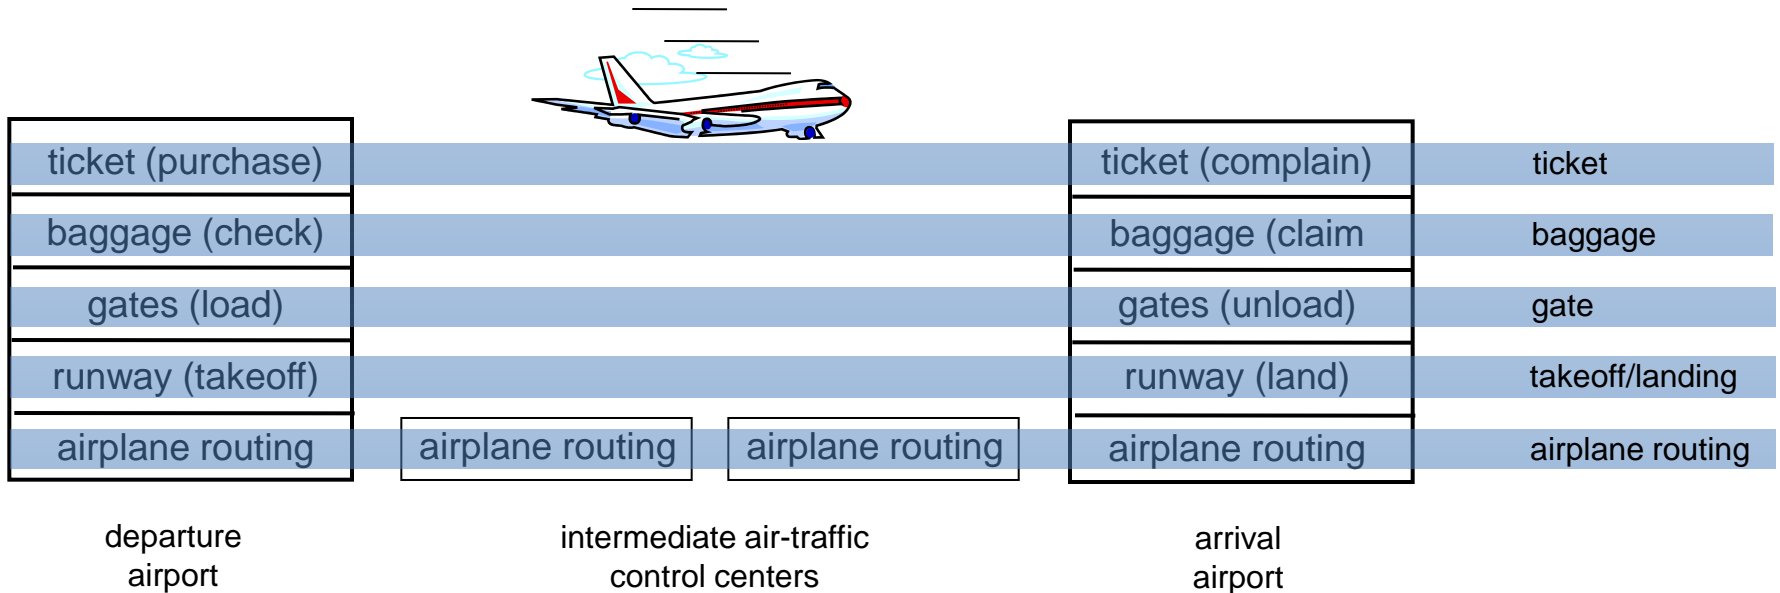 ticket (purchase) ticket (complain) ticket
baggage (check) baggage (claim baggage
gates (load) gates (unload) gate
runway (takeoff) runway (land) takeoff/landing
airplane routing airplane routing airplane routing airplane routing airplane routing
departure intermediate air-traffic arrival
airport control centers airport